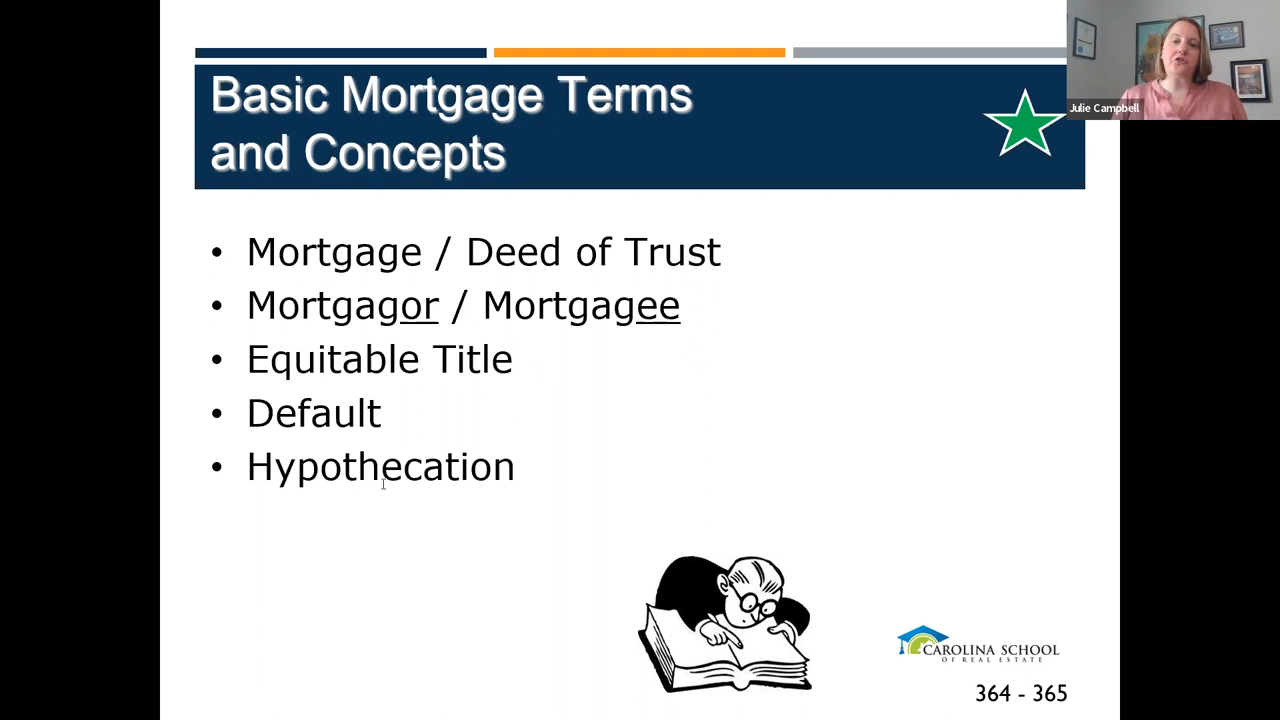 Basic Mortgage Terms
and Concepts
Julie Campbell
• Mortgage / Deed of Trust
• Mortgagor / Mortgagee
• Equitable Title
• Default
• Hypothecation
CAROLINA SCHOOL
OF REAL ESTATE
364 - 365